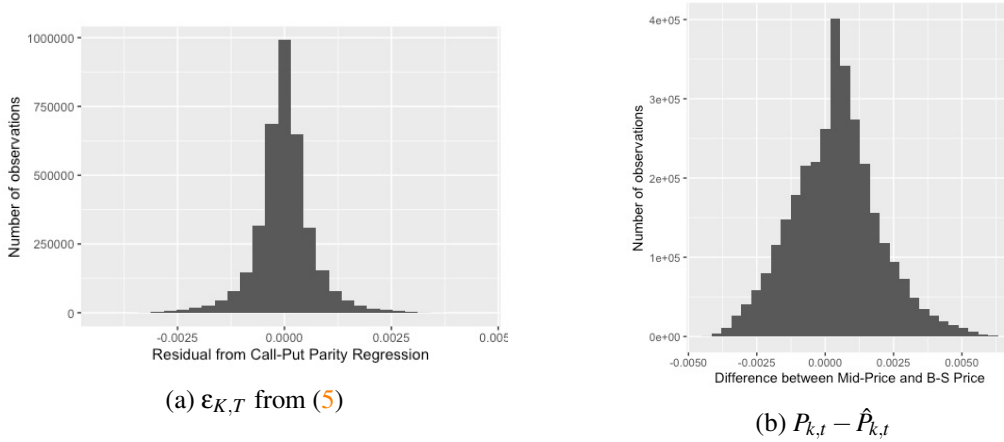 1000000
750000
500000
250000
0
Number of observations
-0.0025
0.0000
0.0025
0.005
Residual from Call-Put Parity Regression
(a) ε_{K,T} from (5)
4e+05
3e+05
2e+05
1e+05
0e+00
Number of observations
-0.0050
-0.0025
0.0000
0.0025
0.0050
Difference between Mid-Price and B-S Price
(b) P_{k,t} − P̂_{k,t}